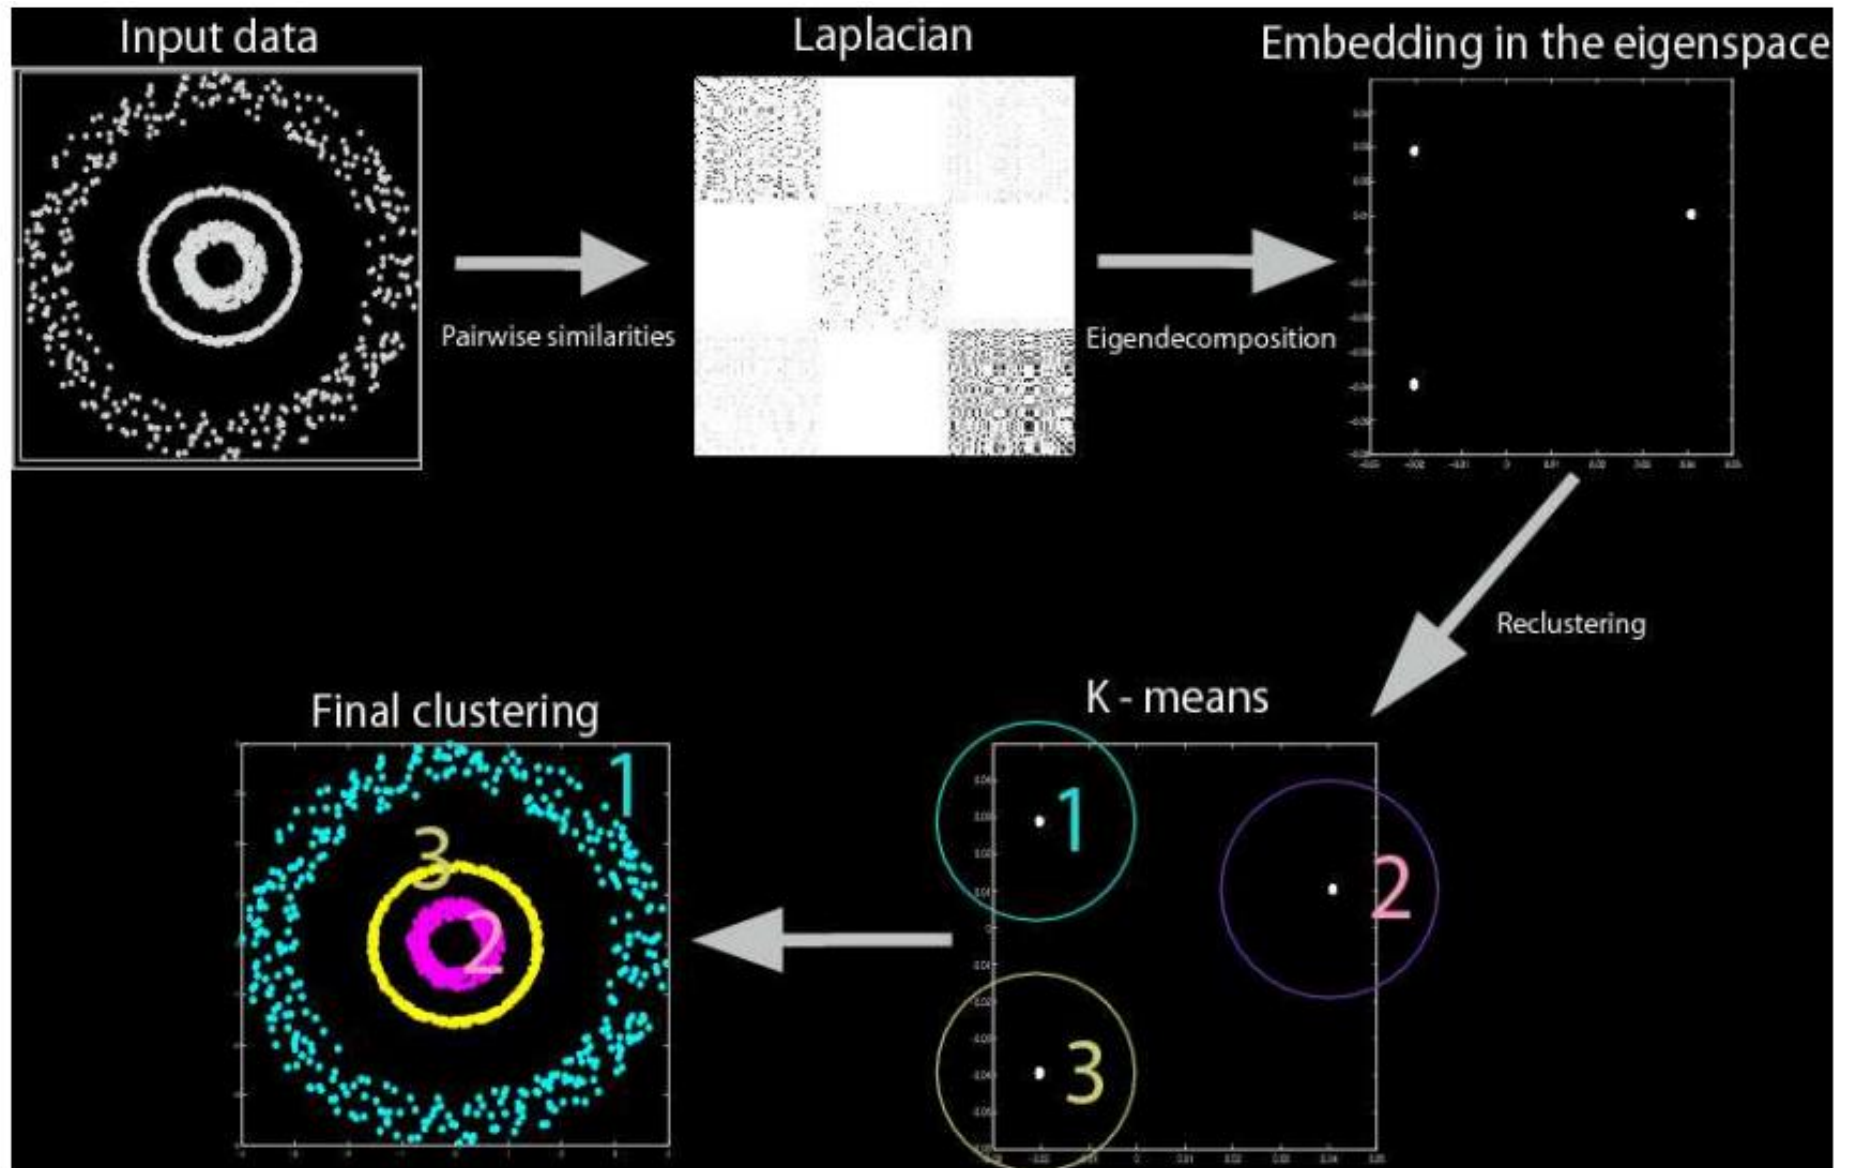 Input data
Laplacian
Embedding in the eigenspace
Pairwise similarities
Eigendecomposition
Reclustering
K - means
Final clustering
1
2
3
1
3
2